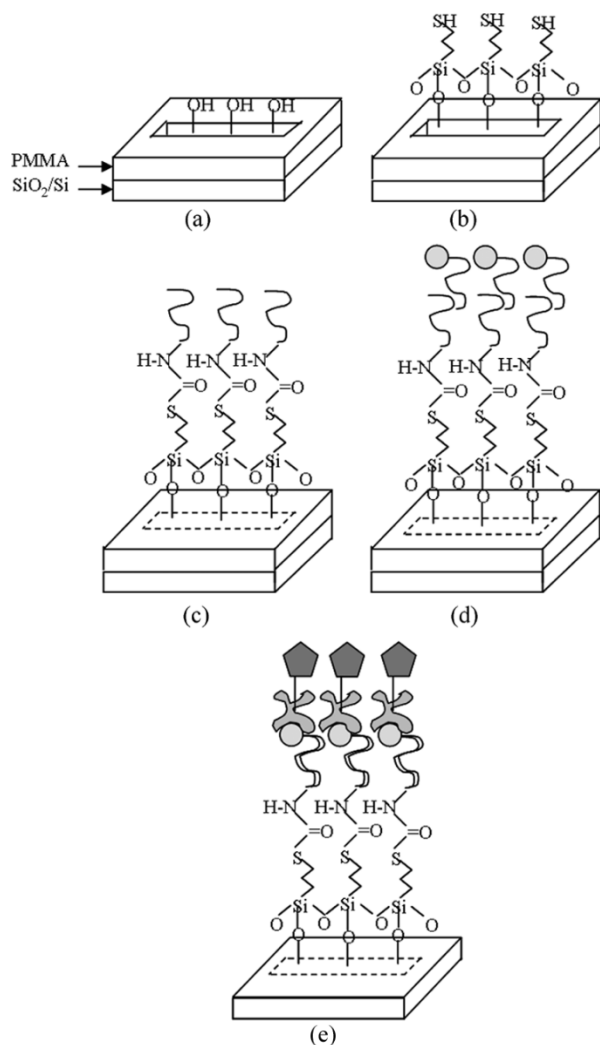 OH OH OH
PMMA
SiO2/Si
(a)
SH SH SH
Si Si Si
O O O O
O O O
(b)
H-N H-N H-N
=O =O =O
S S S
Si Si Si
O O O O
O O O
(c)
H-N H-N H-N
=O =O =O
S S S
Si Si Si
O O O O
O O O
(d)
H-N H-N H-N
=O =O =O
S S S
Si Si Si
O O O O
O O O
(e)